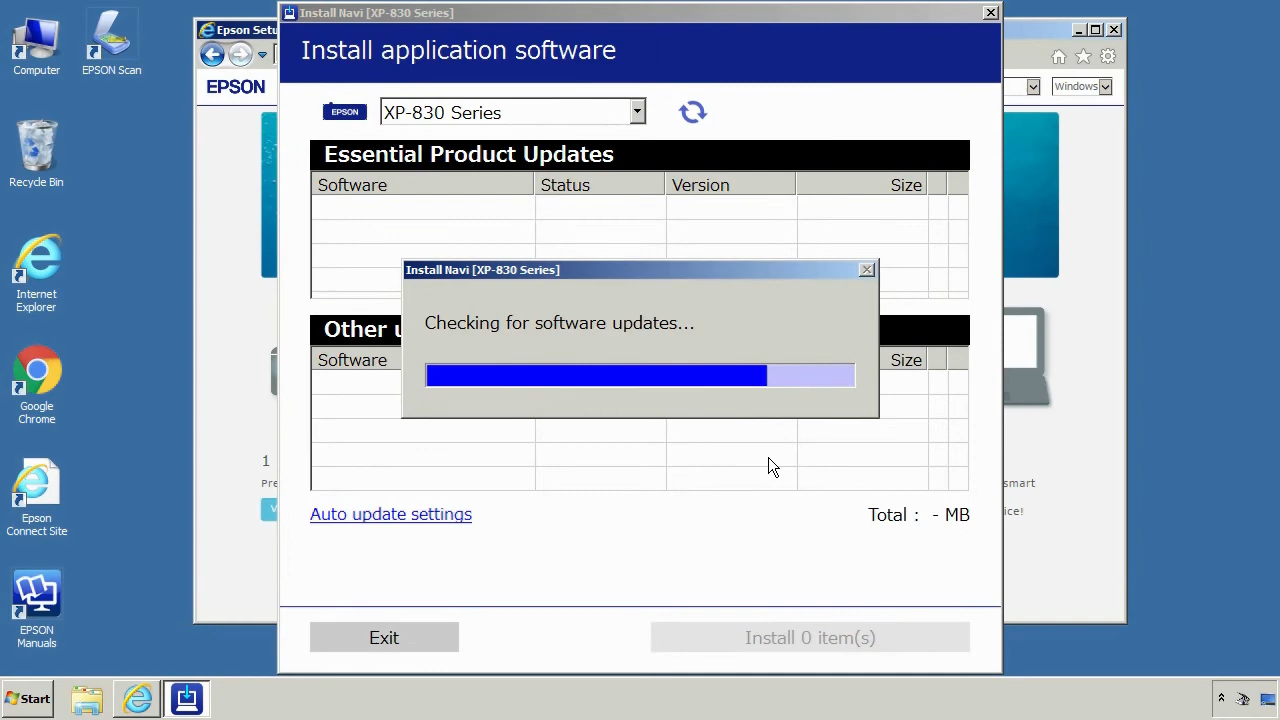 Install Navi [XP-830 Series]
Install application software
EPSON
XP-830 Series
Essential Product Updates
Software Status Version Size
Install Navi [XP-830 Series]
Checking for software updates...
Other
Software Size
Auto update settings
Total : - MB
Exit
Install 0 item(s)
Computer
EPSON Scan
Recycle Bin
Internet
Explorer
Google
Chrome
Epson
Connect Site
EPSON
Manuals
Epson
EPSON
Windows
1
smart
Start